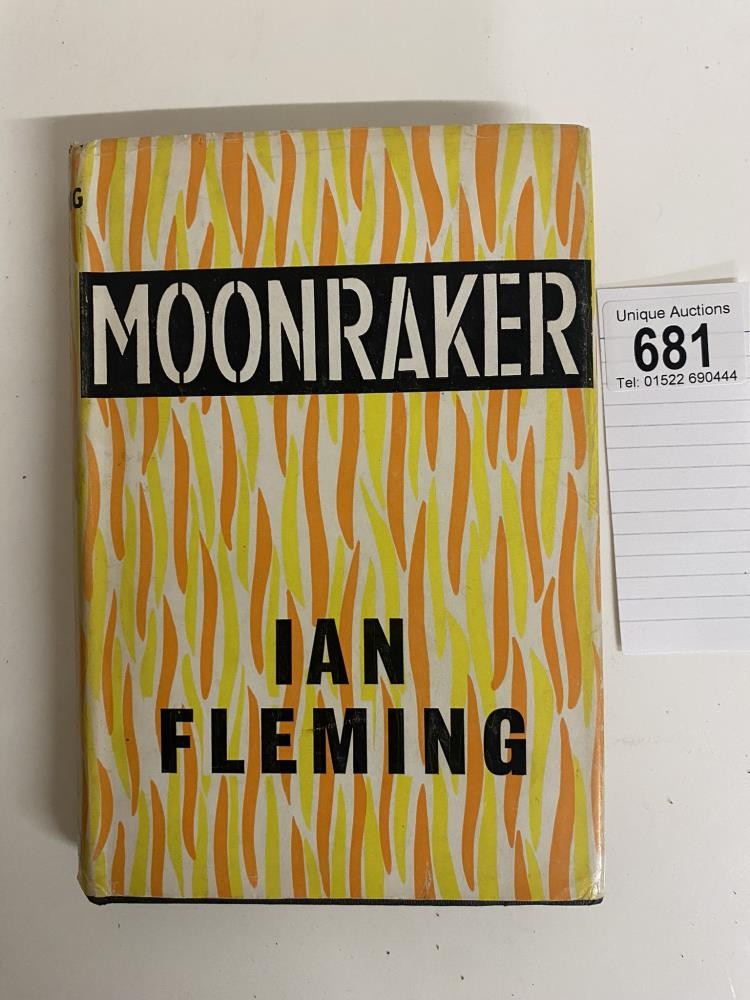 G
MOONRAKER
IAN
FLEMING
Unique Auctions
681
Tel: 01522 690444